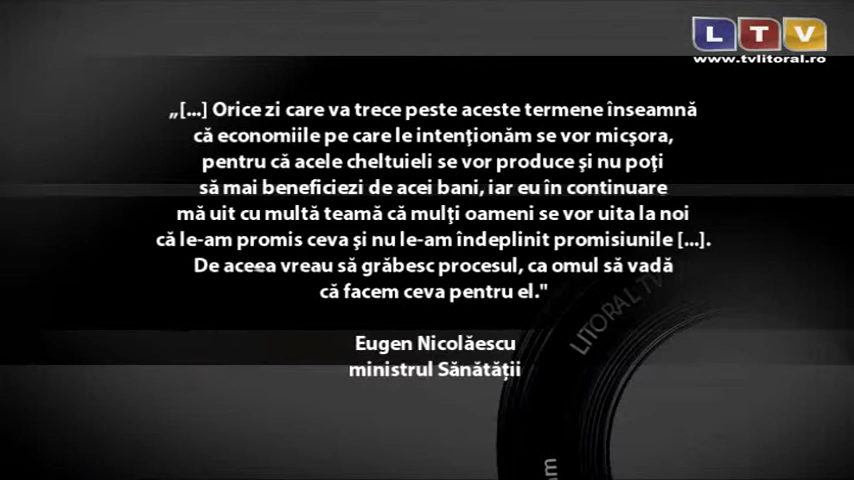 L T V
www.tvlitoral.ro
„[...] Orice zi care va trece peste aceste termene înseamnă
că economiile pe care le intenţionăm se vor micşora,
pentru că acele cheltuieli se vor produce şi nu poţi
să mai beneficiezi de acei bani, iar eu în continuare
mă uit cu multă teamă că mulţi oameni se vor uita la noi
că le-am promis ceva şi nu le-am îndeplinit promisiunile [...].
De aceea vreau să grăbesc procesul, ca omul să vadă
că facem ceva pentru el."
Eugen Nicolăescu
ministrul Sănătăţii
LITORAL TV